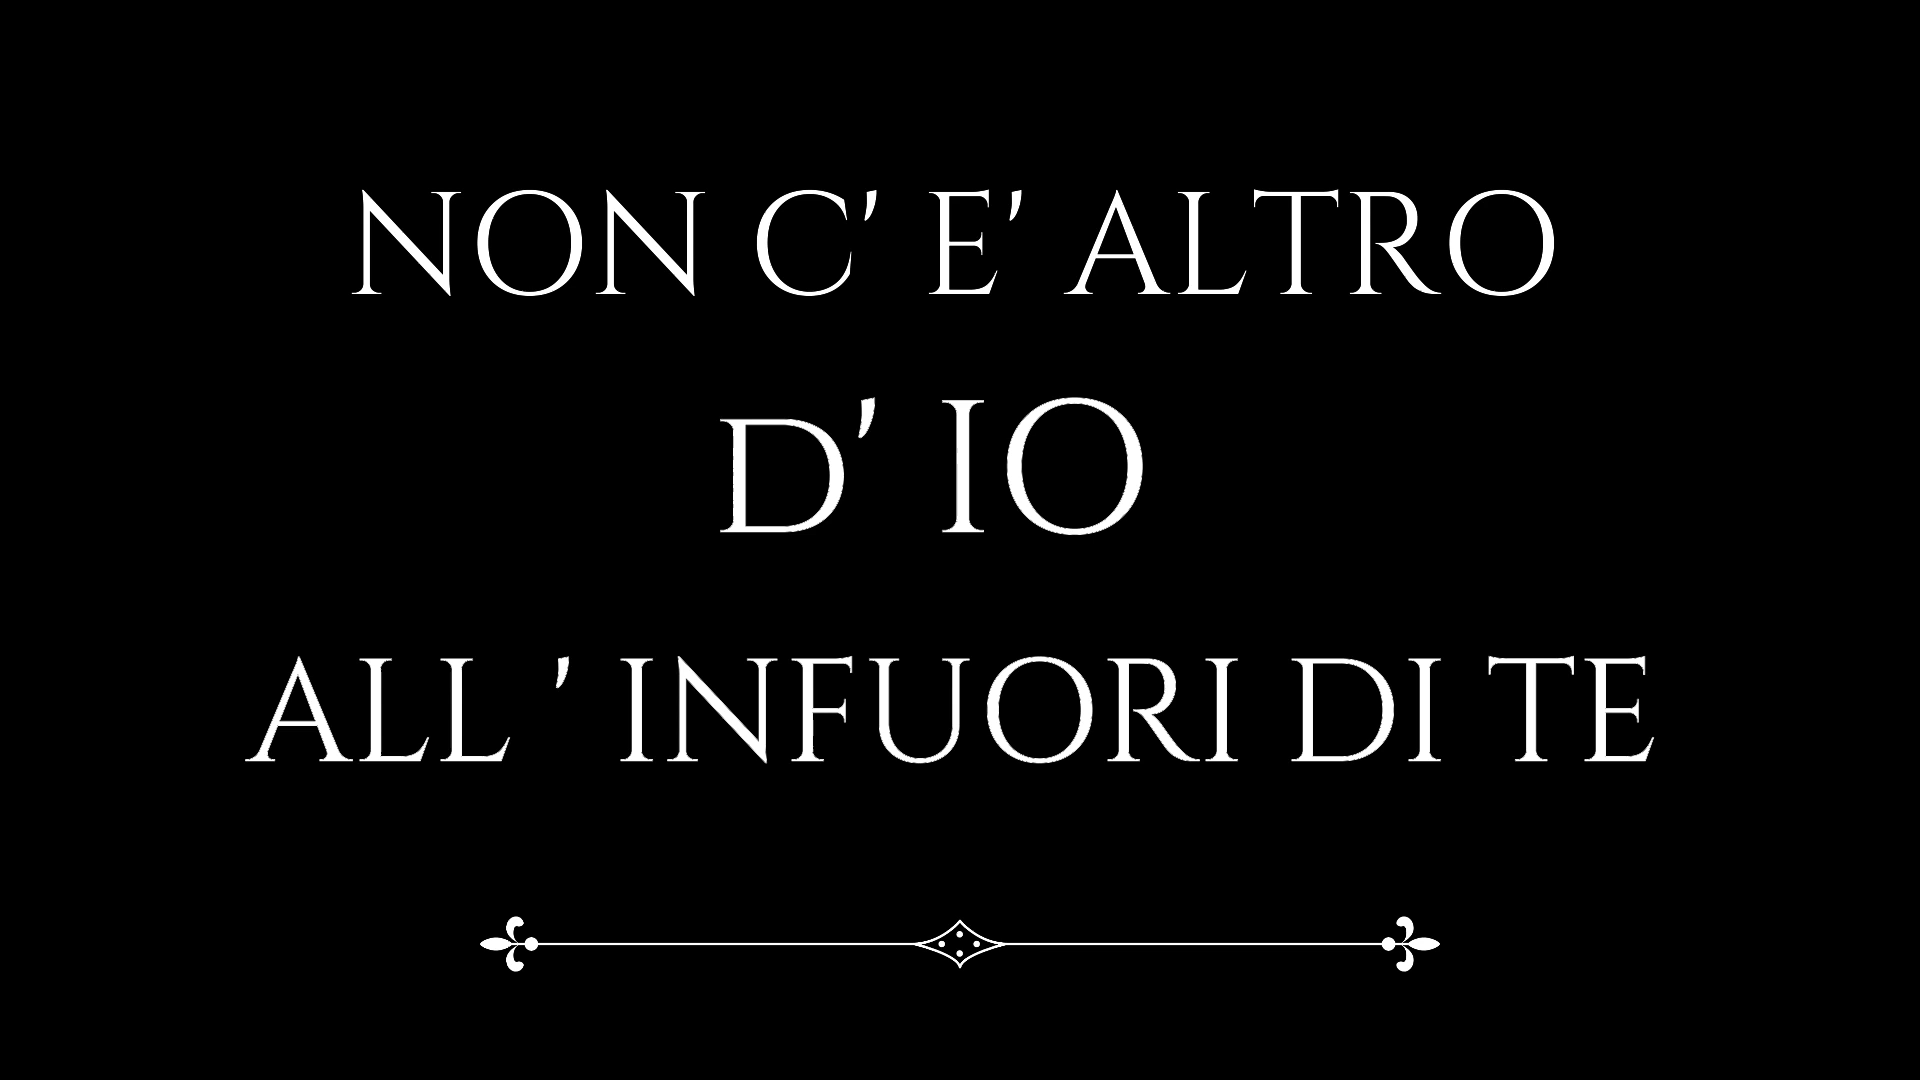 NON C' E' ALTRO
D' IO
ALL ' INFUORI DI TE